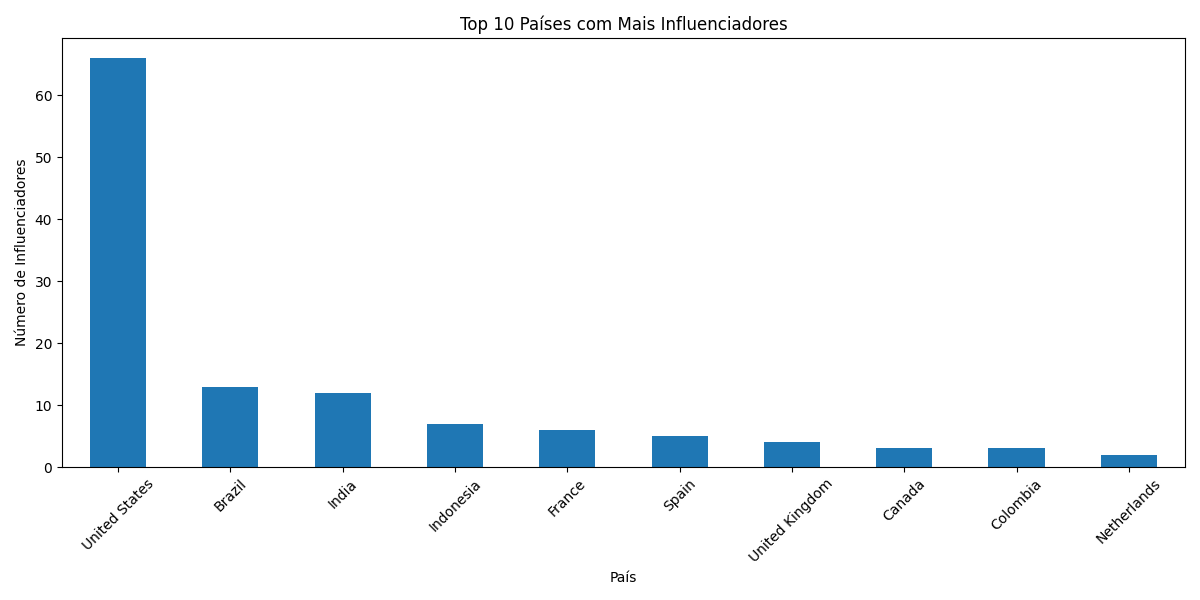 Top 10 Países com Mais Influenciadores
Número de Influenciadores
60
50
40
30
20
10
0
United States
Brazil
India
Indonesia
France
Spain
United Kingdom
Canada
Colombia
Netherlands
País